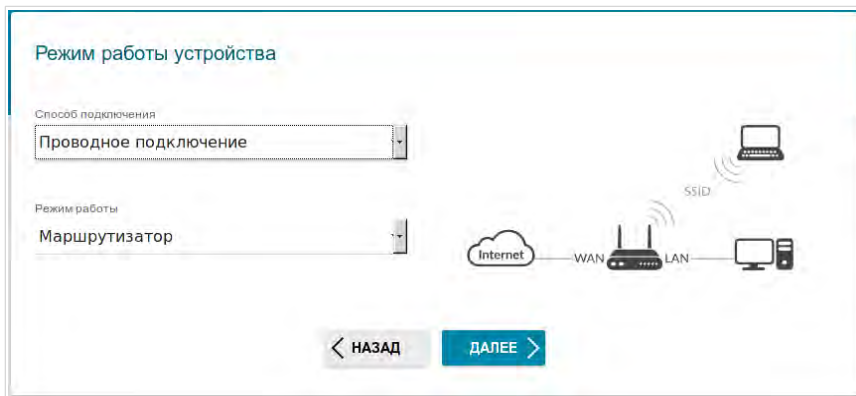 Режим работы устройства
Способ подключения
Проводное подключение
Режим работы
Маршрутизатор
SSID
Internet
WAN
LAN
НАЗАД
ДАЛЕЕ